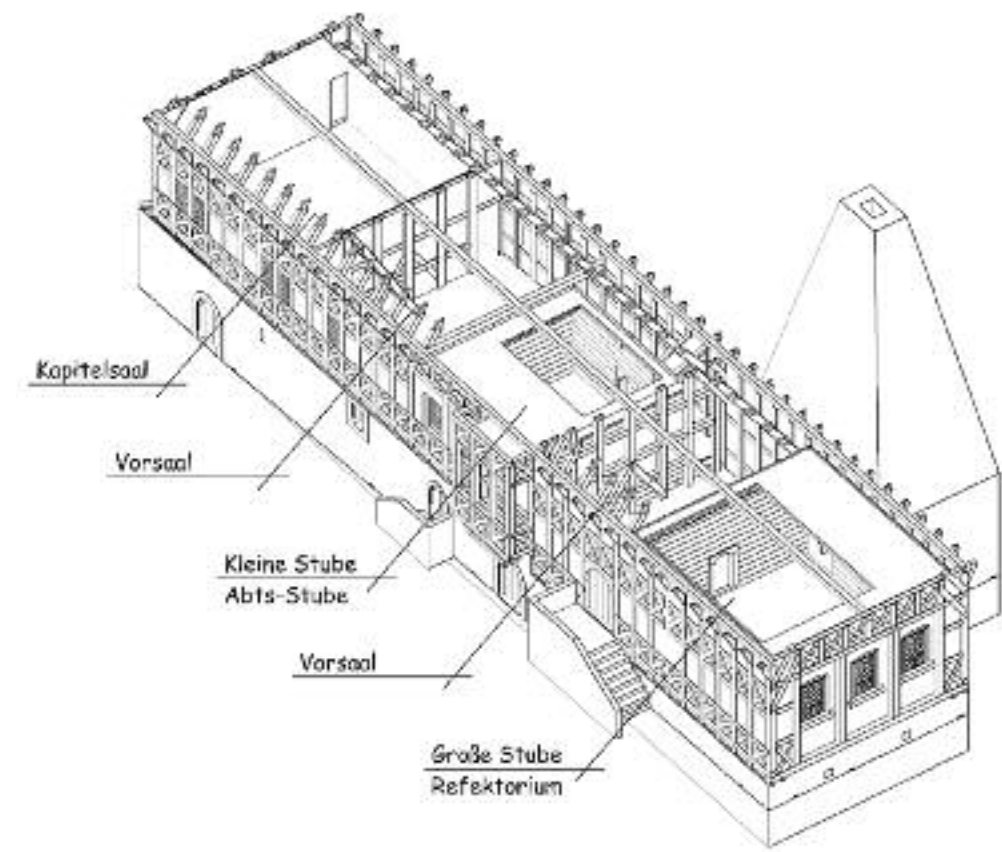 Kapitelsaal
Vorsaal
Kleine Stube
Abts-Stube
Vorsaal
Große Stube
Refektorium